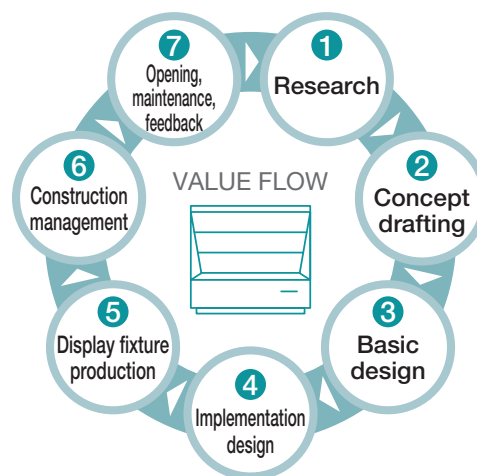 1
Research
2
Concept
drafting
3
Basic
design
4
Implementation
design
5
Display fixture
production
6
Construction
management
7
Opening,
maintenance,
feedback
VALUE FLOW